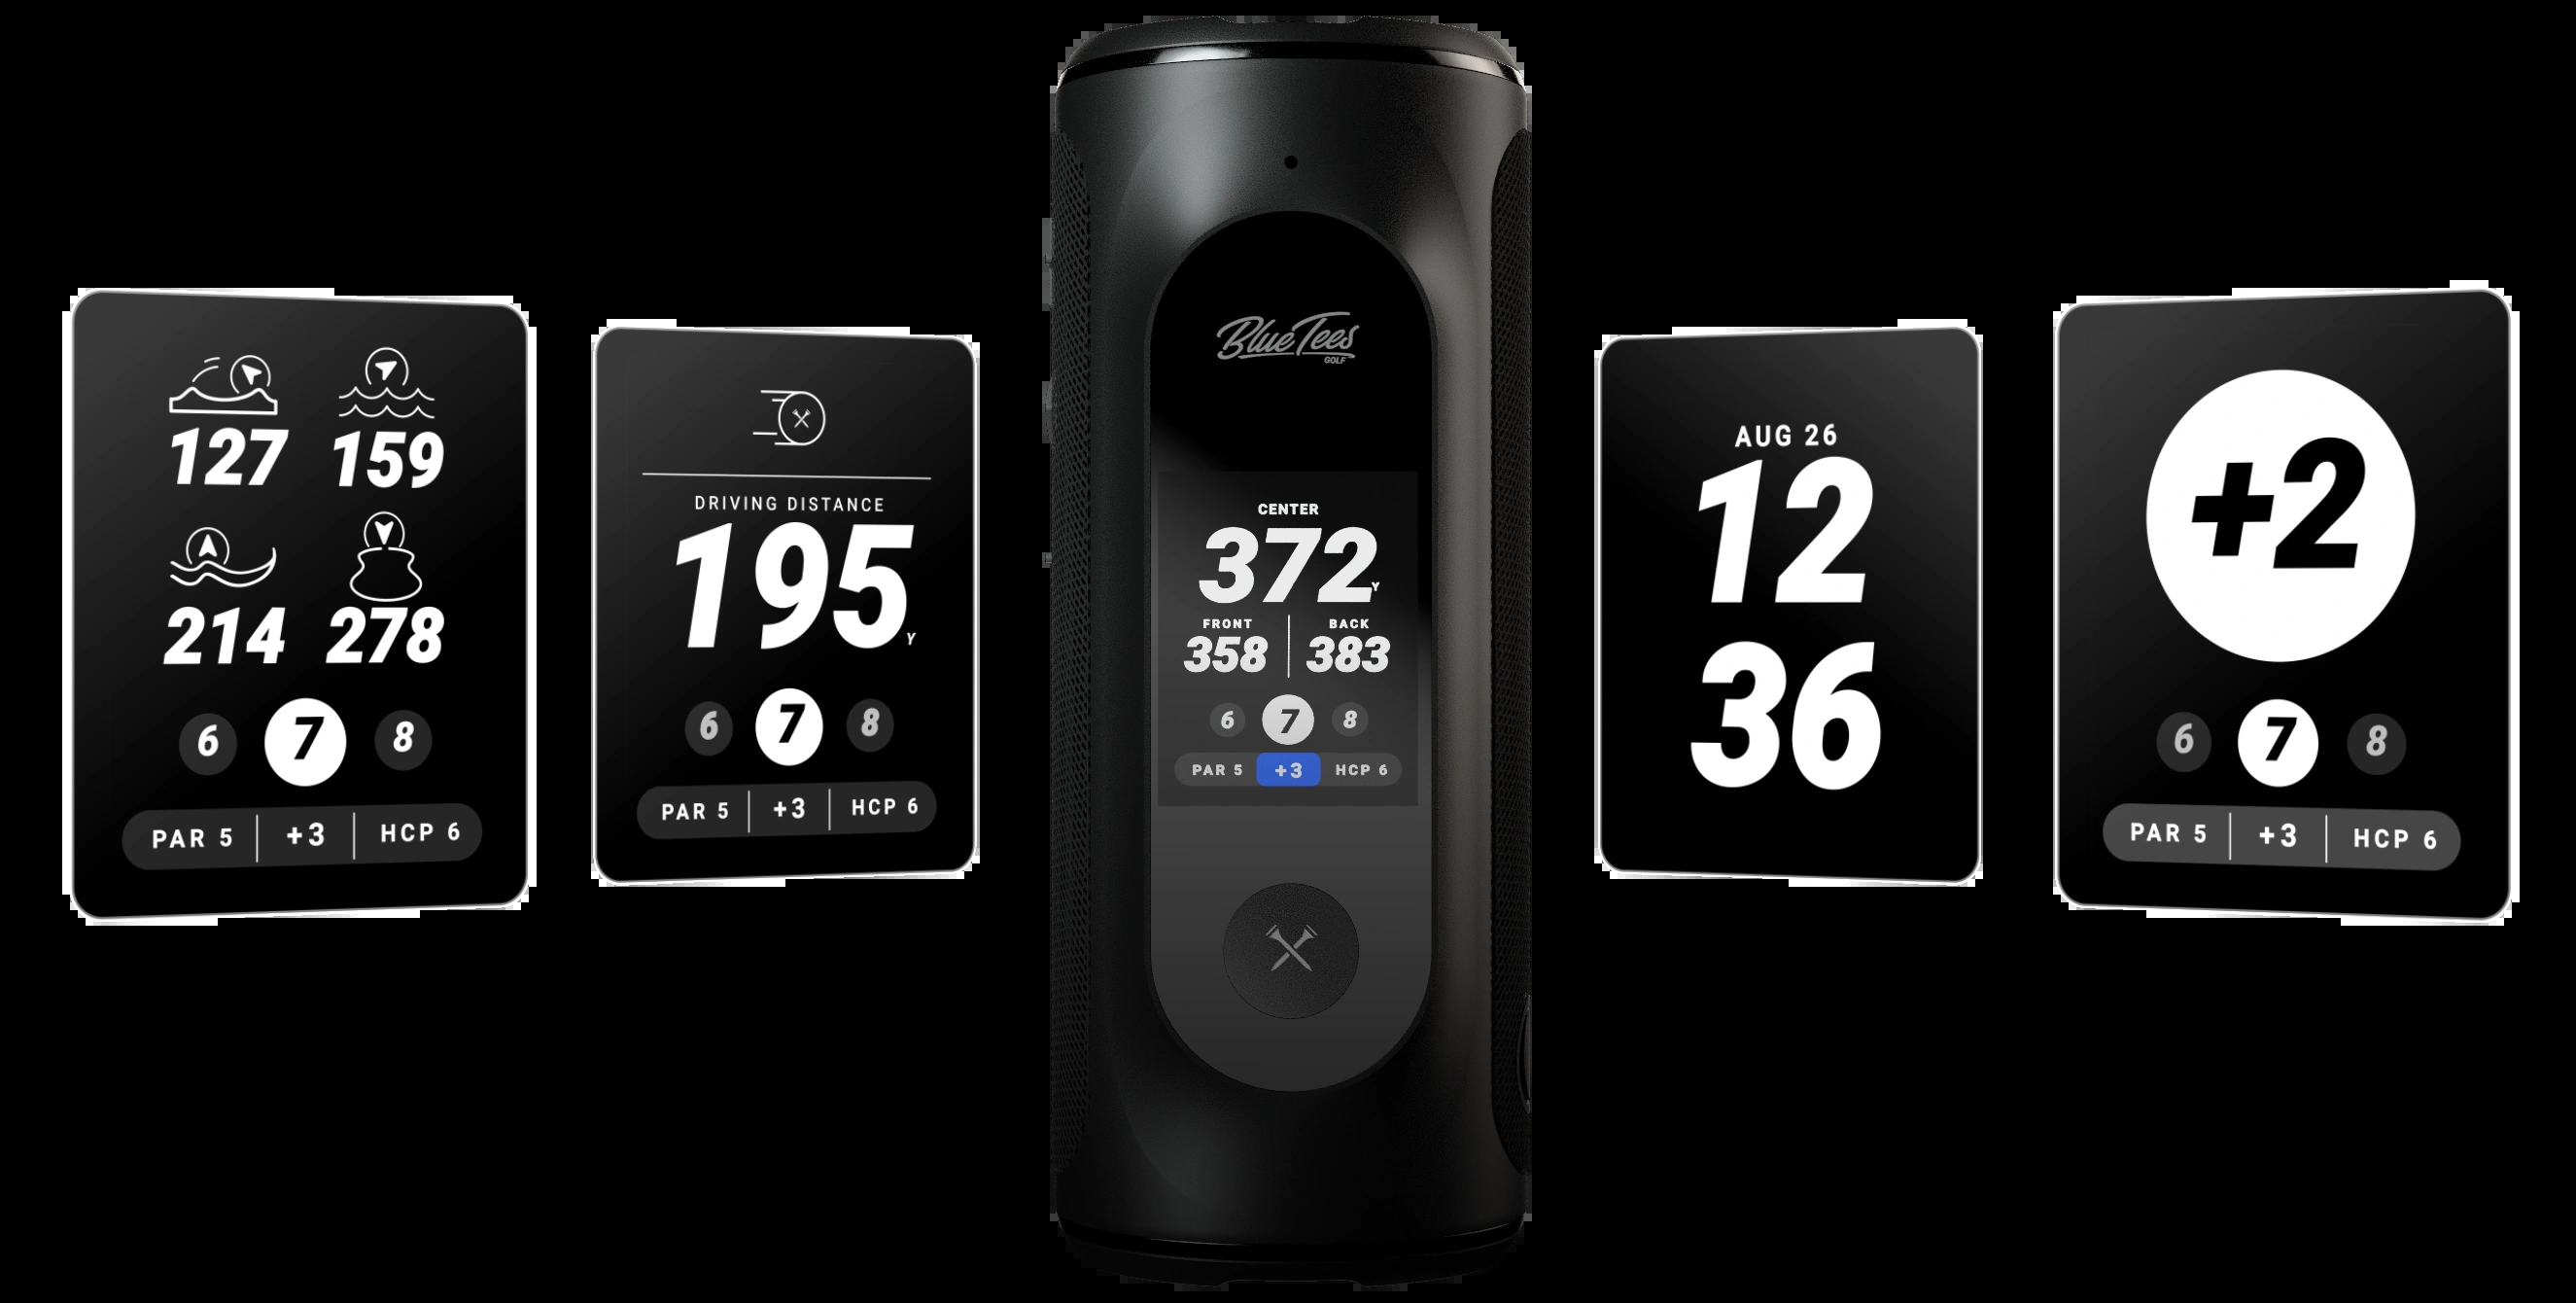 127 159
214 278
6 7 8
PAR 5 +3 HCP 6
DRIVING DISTANCE
195Y
6 7 8
PAR 5 +3 HCP 6
Blue Tees
GOLF
CENTER
372Y
FRONT BACK
358 383
6 7 8
PAR 5 +3 HCP 6
AUG 26
12
36
+2
6 7 8
PAR 5 +3 HCP 6